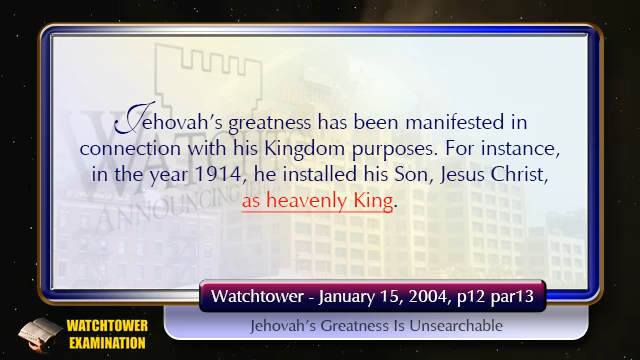 Jehovah's greatness has been manifested in
connection with his Kingdom purposes. For instance,
in the year 1914, he installed his Son, Jesus Christ,
as heavenly King.
WATCH
ANNOUNCING
Watchtower - January 15, 2004, p12 par13
Jehovah's Greatness Is Unsearchable
WATCHTOWER
EXAMINATION